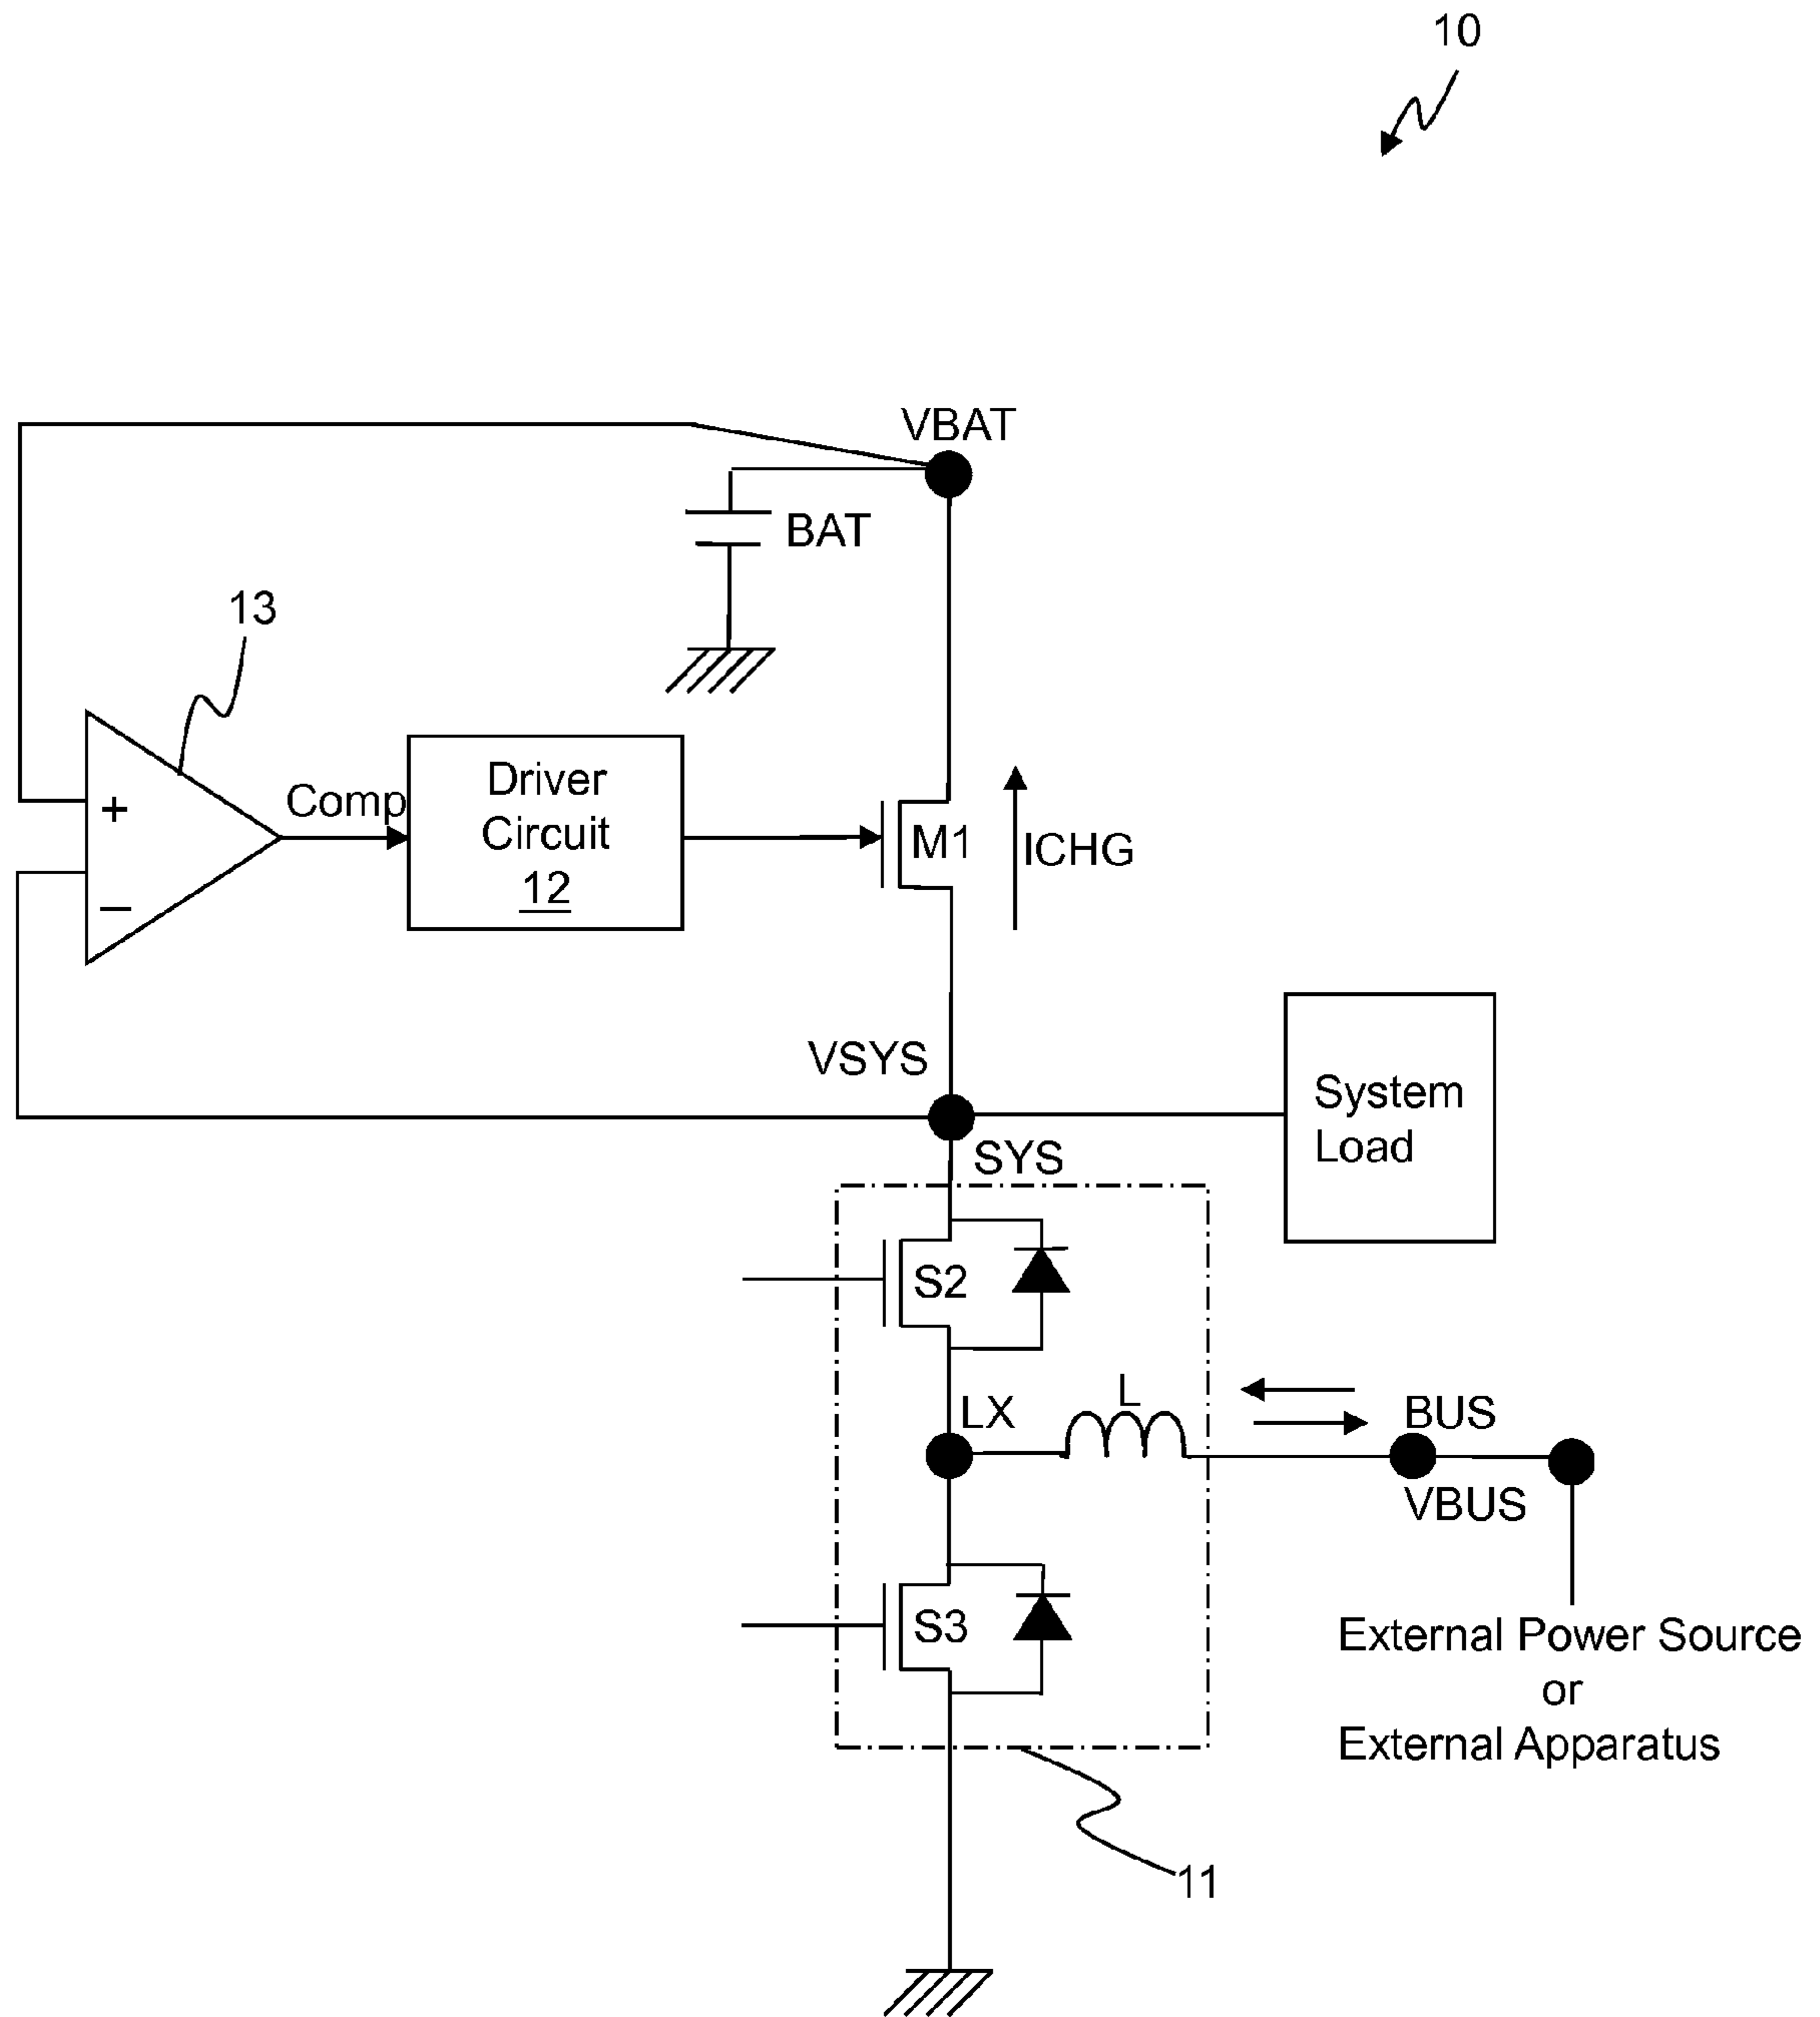 10
VBAT
BAT
13
+
−
Comp
Driver
Circuit
12
M1
ICHG
VSYS
SYS
System
Load
S2
LX
L
BUS
VBUS
S3
External Power Source
or
External Apparatus
11